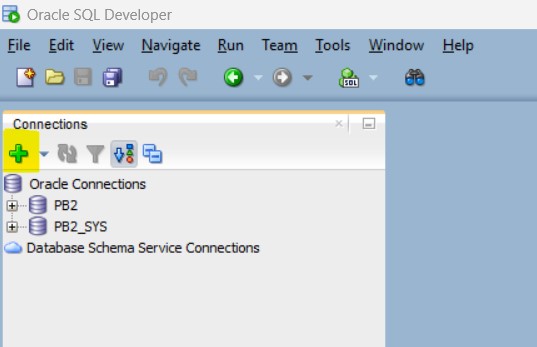 Oracle SQL Developer
File Edit View Navigate Run Team Tools Window Help
SQL
Connections
Oracle Connections
PB2
PB2_SYS
Database Schema Service Connections